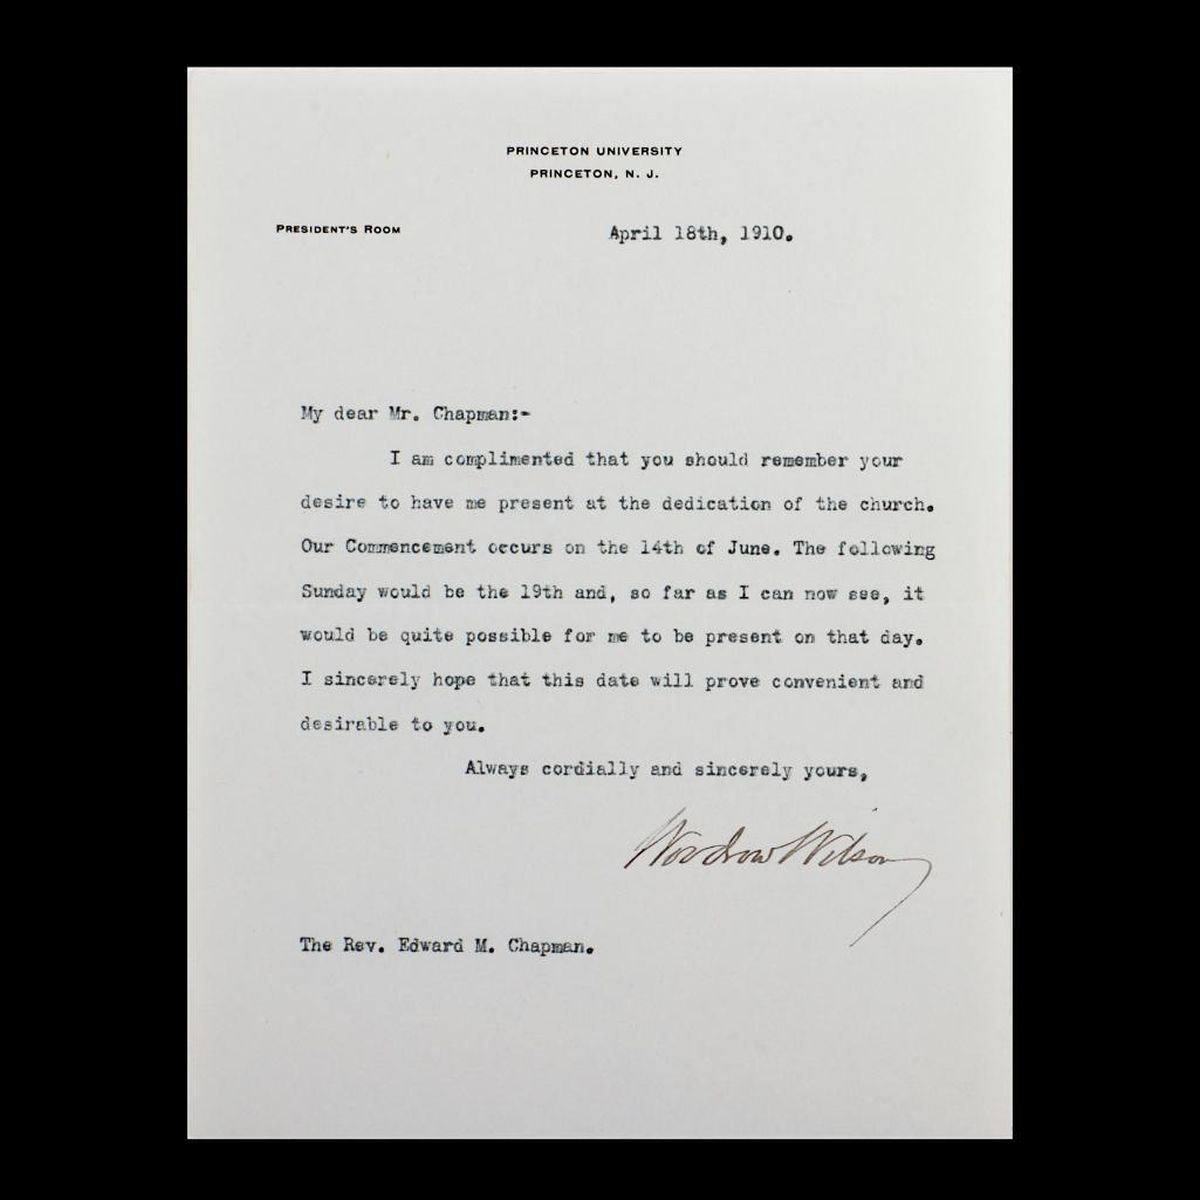 PRINCETON UNIVERSITY
PRINCETON, N. J.
PRESIDENT'S ROOM
April 18th, 1910.
My dear Mr. Chapman:-
I am complimented that you should remember your
desire to have me present at the dedication of the church.
Our Commencement occurs on the 14th of June. The following
Sunday would be the 19th and, so far as I can now see, it
would be quite possible for me to be present on that day.
I sincerely hope that this date will prove convenient and
desirable to you.
Always cordially and sincerely yours,
Woodrow Wilson
The Rev. Edward M. Chapman.